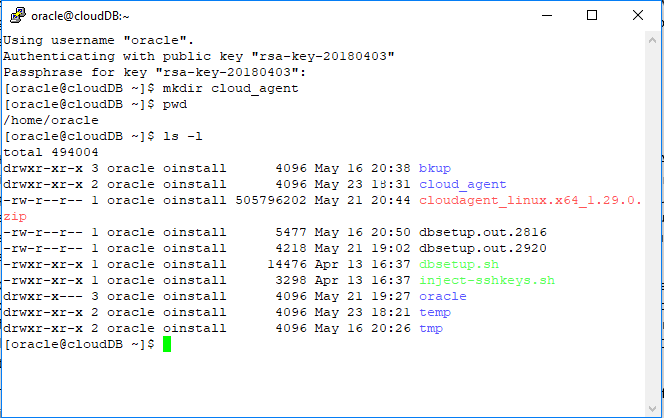 oracle@cloudDB:~
Using username "oracle".
Authenticating with public key "rsa-key-20180403"
Passphrase for key "rsa-key-20180403":
[oracle@cloudDB ~]$ mkdir cloud_agent
[oracle@cloudDB ~]$ pwd
/home/oracle
[oracle@cloudDB ~]$ ls -l
total 494004
drwxr-xr-x 3 oracle oinstall      4096 May 16 20:38 bkup
drwxr-xr-x 2 oracle oinstall      4096 May 23 18:31 cloud_agent
-rw-r--r-- 1 oracle oinstall 505796202 May 21 20:44 cloudagent_linux.x64_1.29.0.
zip
-rw-r--r-- 1 oracle oinstall      5477 May 16 20:50 dbsetup.out.2816
-rw-r--r-- 1 oracle oinstall      4218 May 21 19:02 dbsetup.out.2920
-rwxr-xr-x 1 oracle oinstall     14476 Apr 13 16:37 dbsetup.sh
-rwxr-xr-x 1 oracle oinstall      3298 Apr 13 16:37 inject-sshkeys.sh
drwxr-x--- 3 oracle oinstall      4096 May 21 19:27 oracle
drwxr-xr-x 2 oracle oinstall      4096 May 23 18:21 temp
drwxr-xr-x 2 oracle oinstall      4096 May 16 20:26 tmp
[oracle@cloudDB ~]$